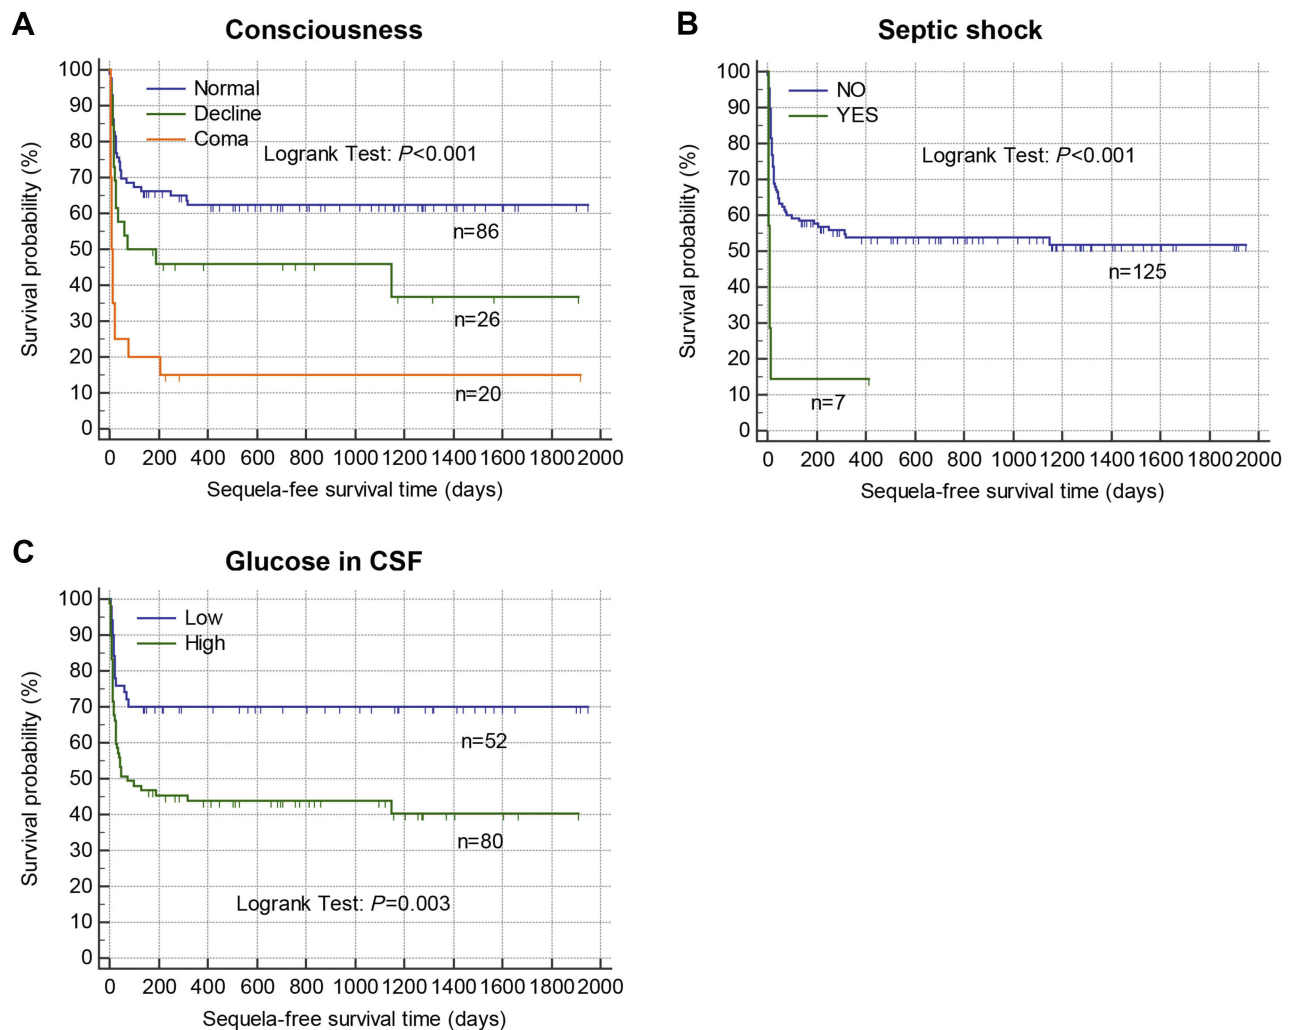 A
Consciousness
Survival probability (%)
100
90
80
70
60
50
40
30
20
10
0
Normal
Decline
Coma
Logrank Test: P<0.001
n=86
n=26
n=20
0 200 400 600 800 1000 1200 1400 1600 1800 2000
Sequela-fee survival time (days)
B
Septic shock
Survival probability (%)
100
90
80
70
60
50
40
30
20
10
0
NO
YES
Logrank Test: P<0.001
n=125
n=7
0 200 400 600 800 1000 1200 1400 1600 1800 2000
Sequela-free survival time (days)
C
Glucose in CSF
Survival probability (%)
100
90
80
70
60
50
40
30
20
10
0
Low
High
n=52
n=80
Logrank Test: P=0.003
0 200 400 600 800 1000 1200 1400 1600 1800 2000
Sequela-free survival time (days)